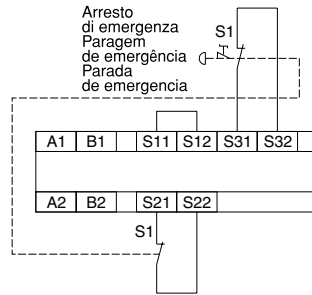 Arresto
di emergenza
Paragem
de emergência
Parada
de emergencia
S1
A1 B1 S11 S12 S31 S32
A2 B2 S21 S22
S1